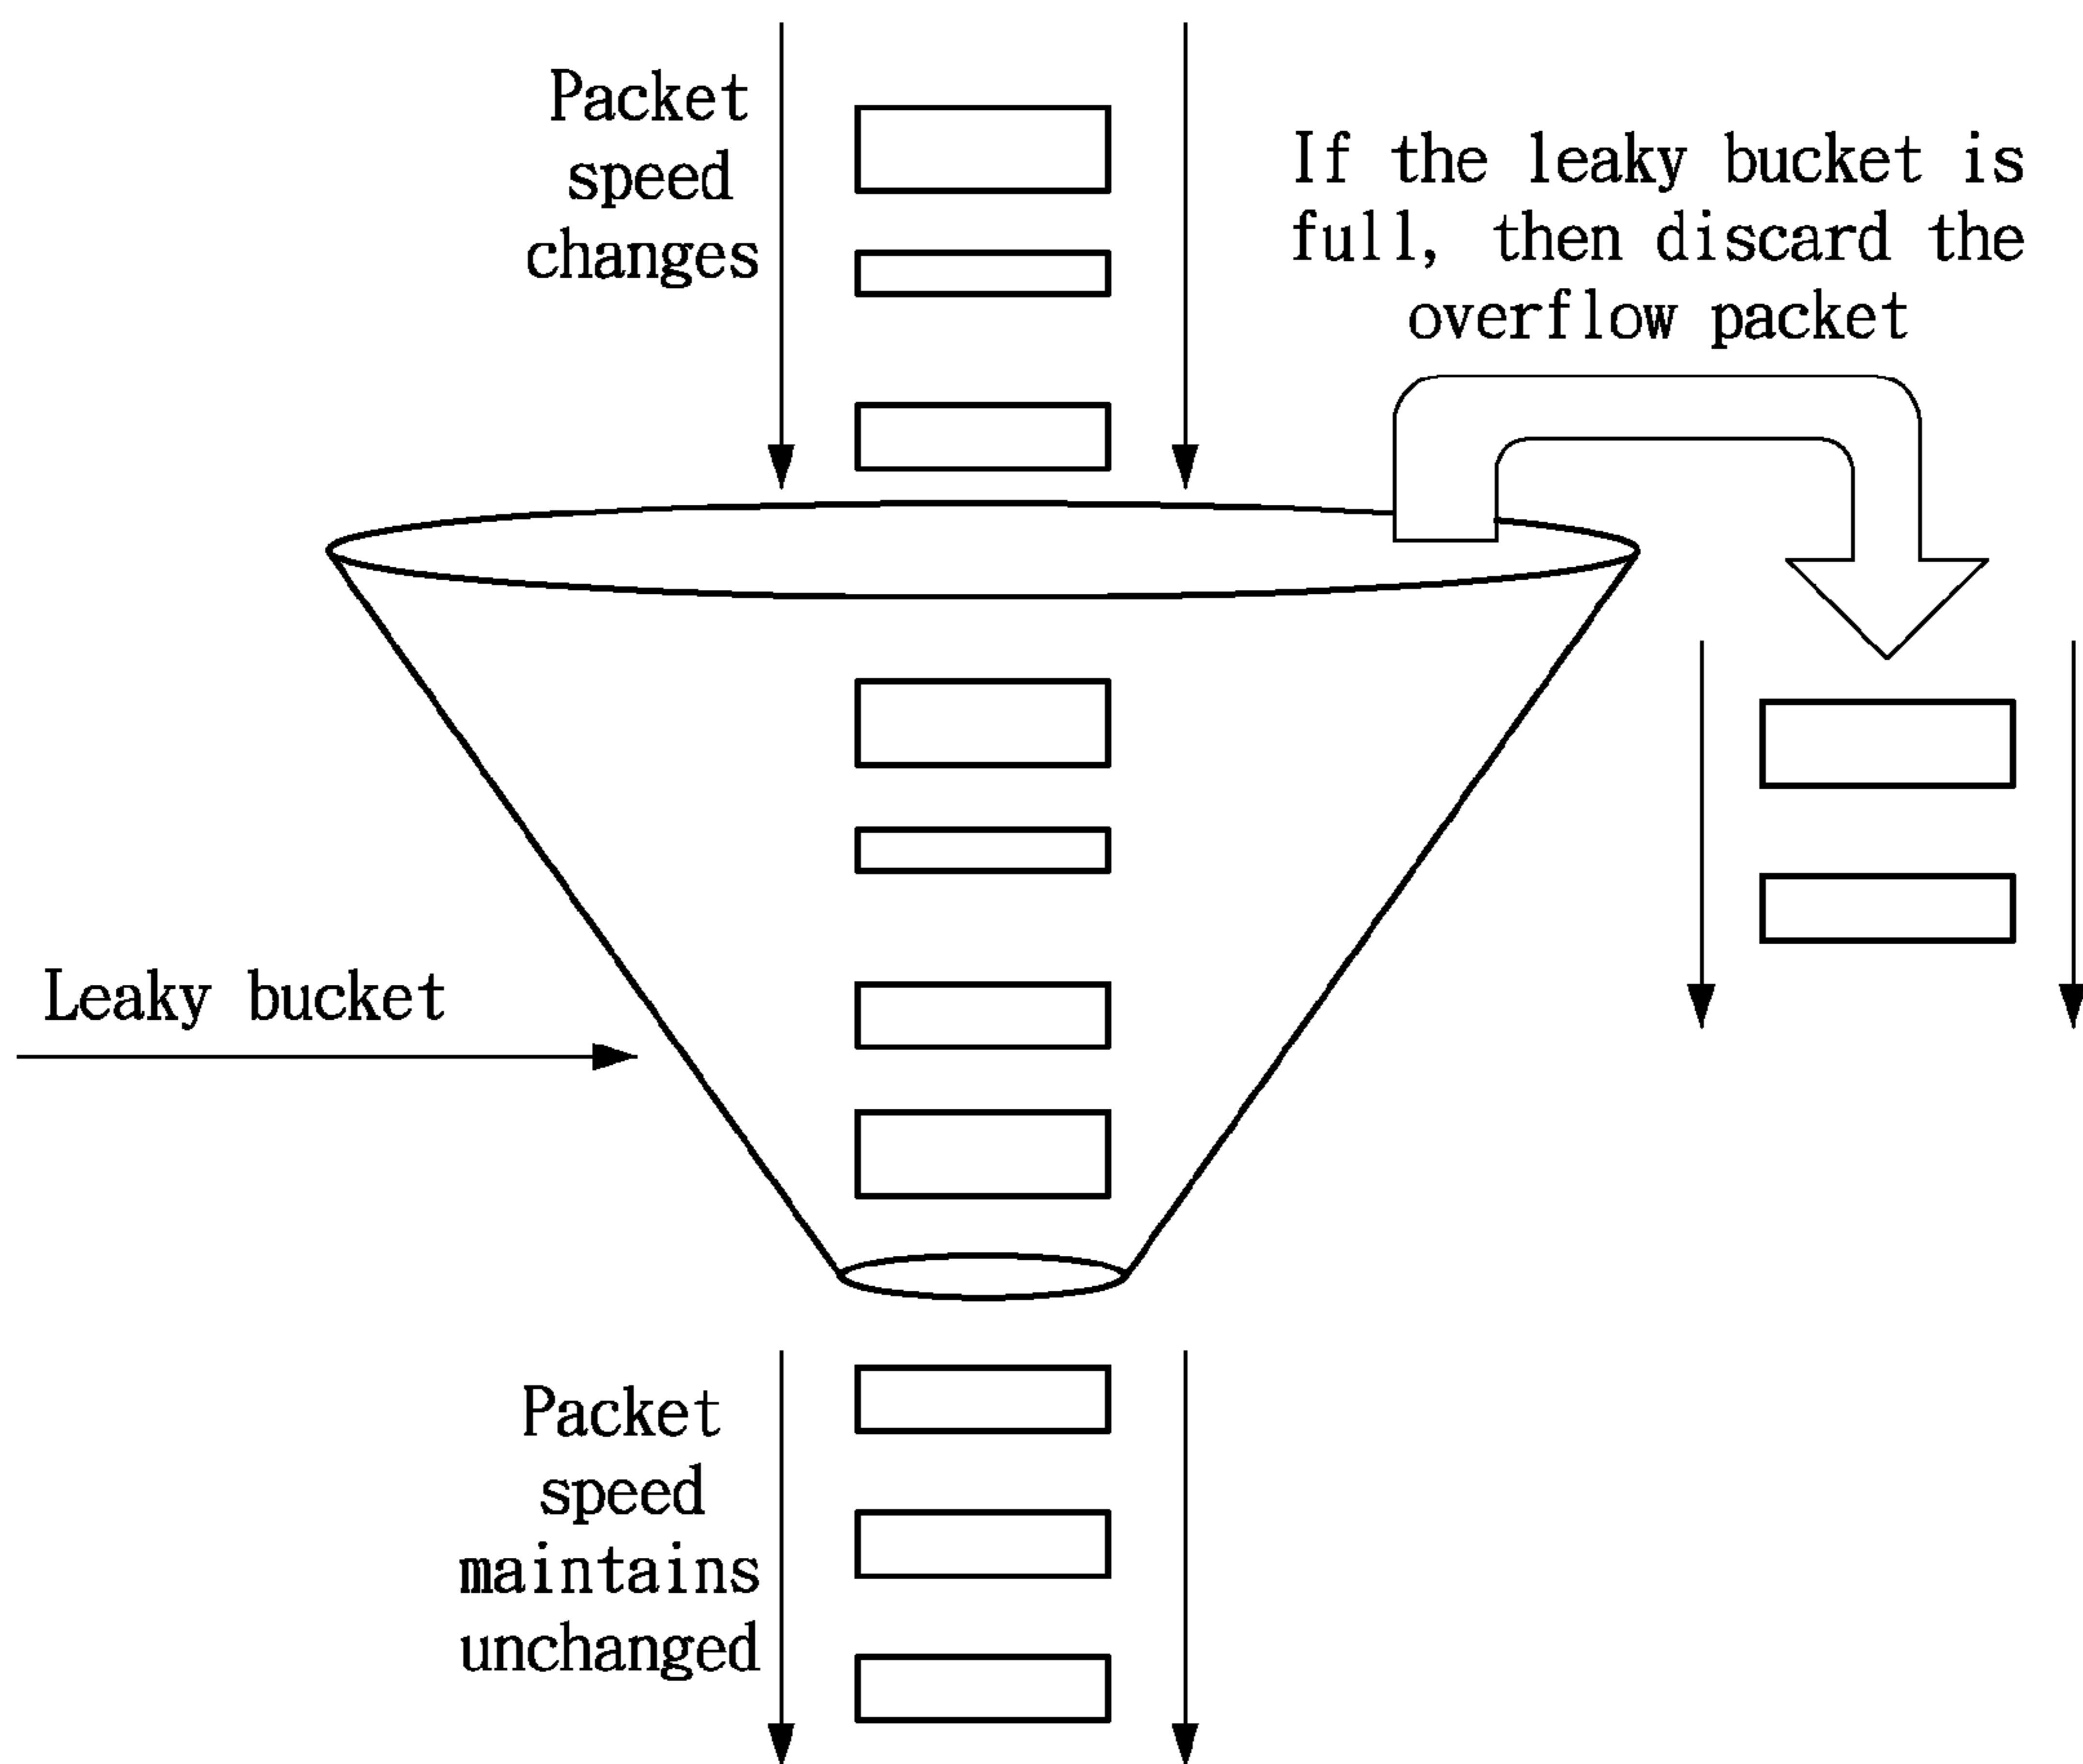 Packet
speed
changes
If the leaky bucket is
full, then discard the
overflow packet
Leaky bucket
Packet
speed
maintains
unchanged